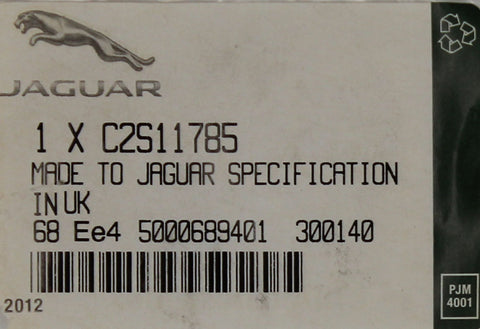 JAGUAR
1 X C2S11785
MADE TO JAGUAR SPECIFICATION
IN UK
68 Ee4 5000689401 300140
2012
PJM
4001